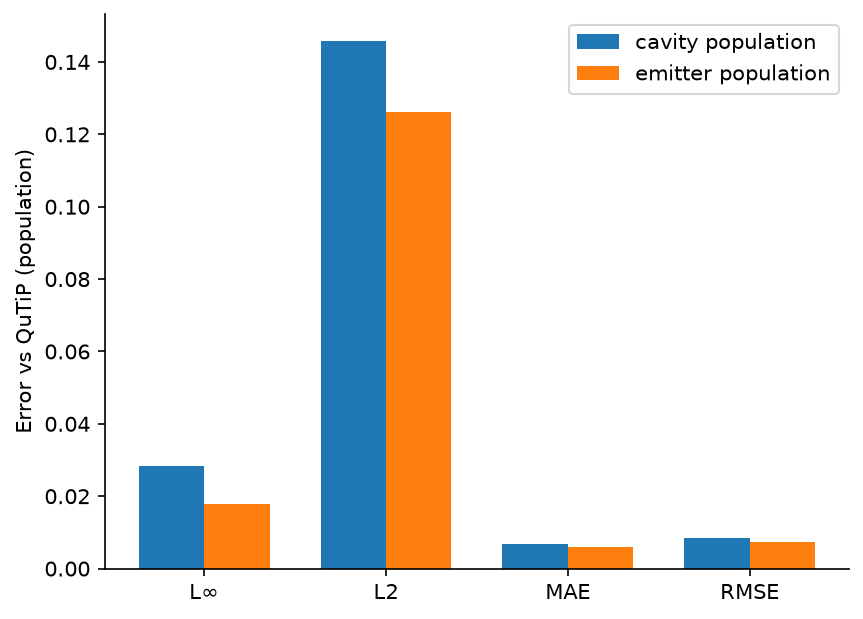 cavity population
emitter population
Error vs QuTiP (population)
0.14
0.12
0.10
0.08
0.06
0.04
0.02
0.00
L∞
L2
MAE
RMSE